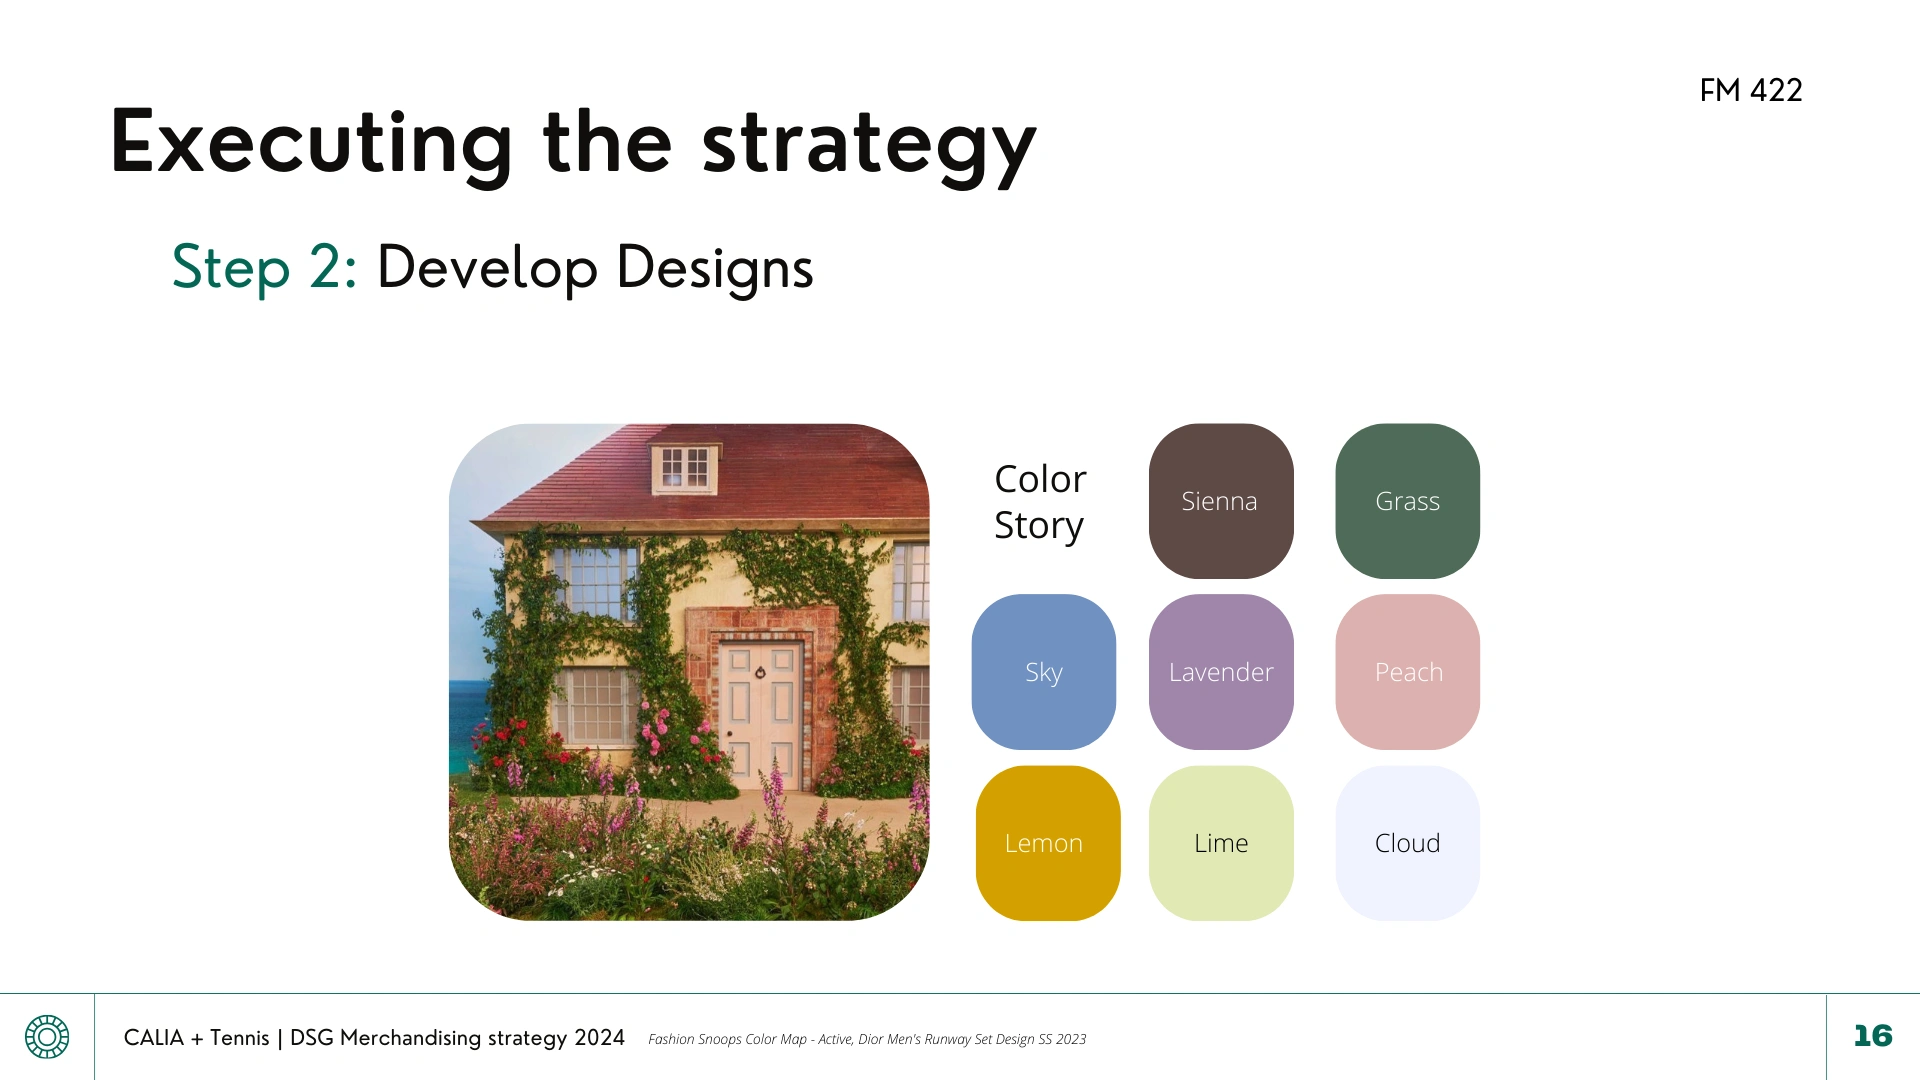 FM 422
Executing the strategy
Step 2: Develop Designs
Color
Story
Sienna
Grass
Sky
Lavender
Peach
Lemon
Lime
Cloud
CALIA + Tennis | DSG Merchandising strategy 2024
Fashion Snoops Color Map - Active, Dior Men's Runway Set Design SS 2023
16